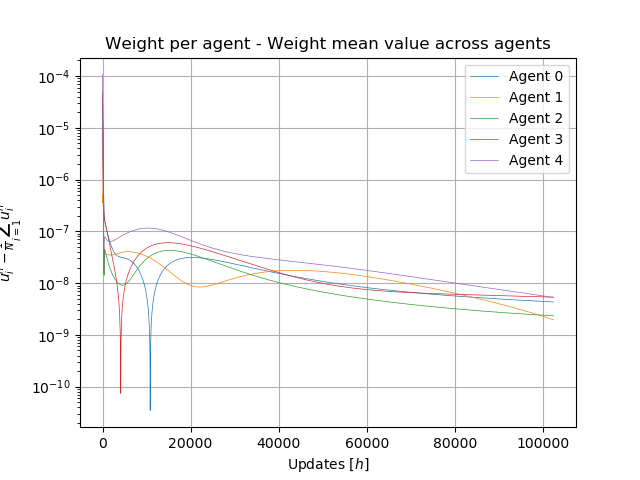 Weight per agent - Weight mean value across agents
10⁻⁴
10⁻⁵
10⁻⁶
10⁻⁷
10⁻⁸
10⁻⁹
10⁻¹⁰
Agent 0
Agent 1
Agent 2
Agent 3
Agent 4
0 20000 40000 60000 80000 100000
Updates [h]